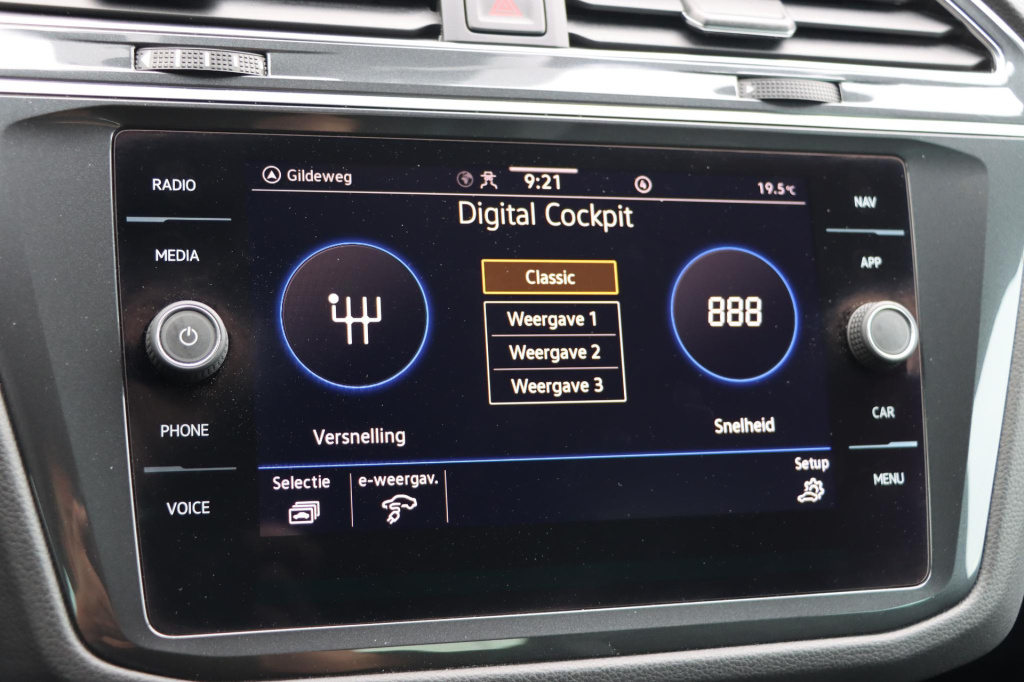 RADIO
MEDIA
PHONE
VOICE
Gildeweg
9:21
4
19.5°C
Digital Cockpit
Classic
Weergave 1
Weergave 2
Weergave 3
888
Versnelling
Snelheid
Selectie
e-weergav.
Setup
NAV
APP
CAR
MENU